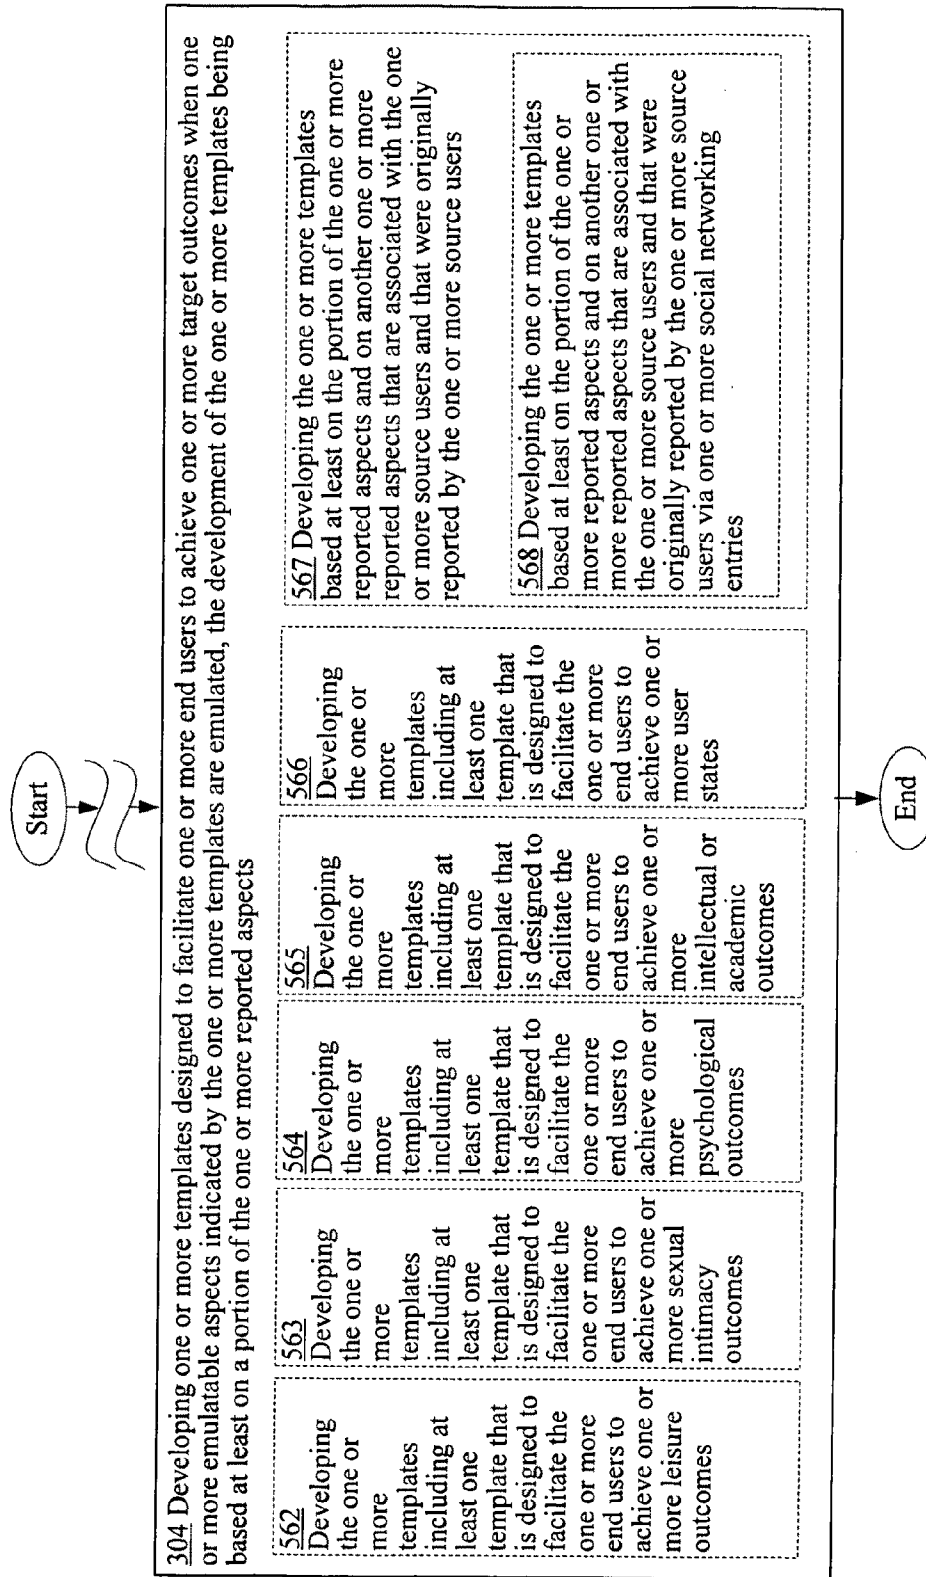 Start
304 Developing one or more templates designed to facilitate one or more end users to achieve one or more target outcomes when one
or more emulatable aspects indicated by the one or more templates are emulated, the development of the one or more templates being
based at least on a portion of the one or more reported aspects
562
Developing
the one or
more
templates
including at
least one
template that
is designed to
facilitate the
one or more
end users to
achieve one or
more leisure
outcomes
563
Developing
the one or
more
templates
including at
least one
template that
is designed to
facilitate the
one or more
end users to
achieve one or
more sexual
intimacy
outcomes
564
Developing
the one or
more
templates
including at
least one
template that
is designed to
facilitate the
one or more
end users to
achieve one or
more
psychological
outcomes
565
Developing
the one or
more
templates
including at
least one
template that
is designed to
facilitate the
one or more
end users to
achieve one or
more
intellectual or
academic
outcomes
566
Developing
the one or
more
templates
including at
least one
template that
is designed to
facilitate the
one or more
end users to
achieve one or
more user
states
567 Developing the one or more templates
based at least on the portion of the one or more
reported aspects and on another one or more
reported aspects that are associated with the one
or more source users and that were originally
reported by the one or more source users
568 Developing the one or more templates
based at least on the portion of the one or
more reported aspects and on another one or
more reported aspects that are associated with
the one or more source users and that were
originally reported by the one or more source
users via one or more social networking
entries
End